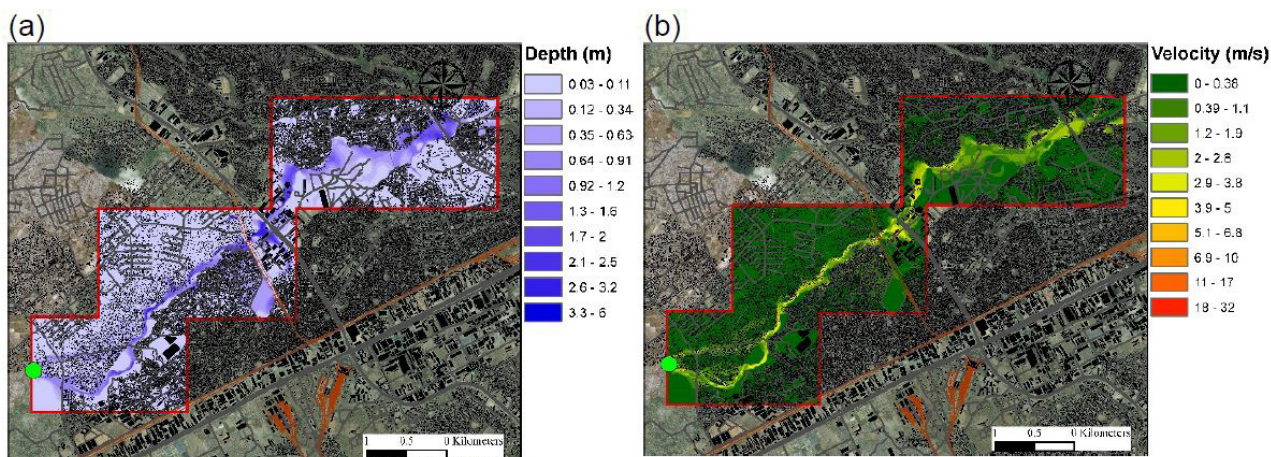 (a)
Depth (m)
0.03 - 0.11
0.12 - 0.34
0.35 - 0.63
0.64 - 0.91
0.92 - 1.2
1.3 - 1.6
1.7 - 2
2.1 - 2.5
2.6 - 3.2
3.3 - 6
1 0.5 0 Kilometers
(b)
Velocity (m/s)
0 - 0.38
0.39 - 1.1
1.2 - 1.9
2 - 2.8
2.9 - 3.8
3.9 - 5
5.1 - 6.8
6.9 - 10
11 - 17
18 - 32
1 0.5 0 Kilometers